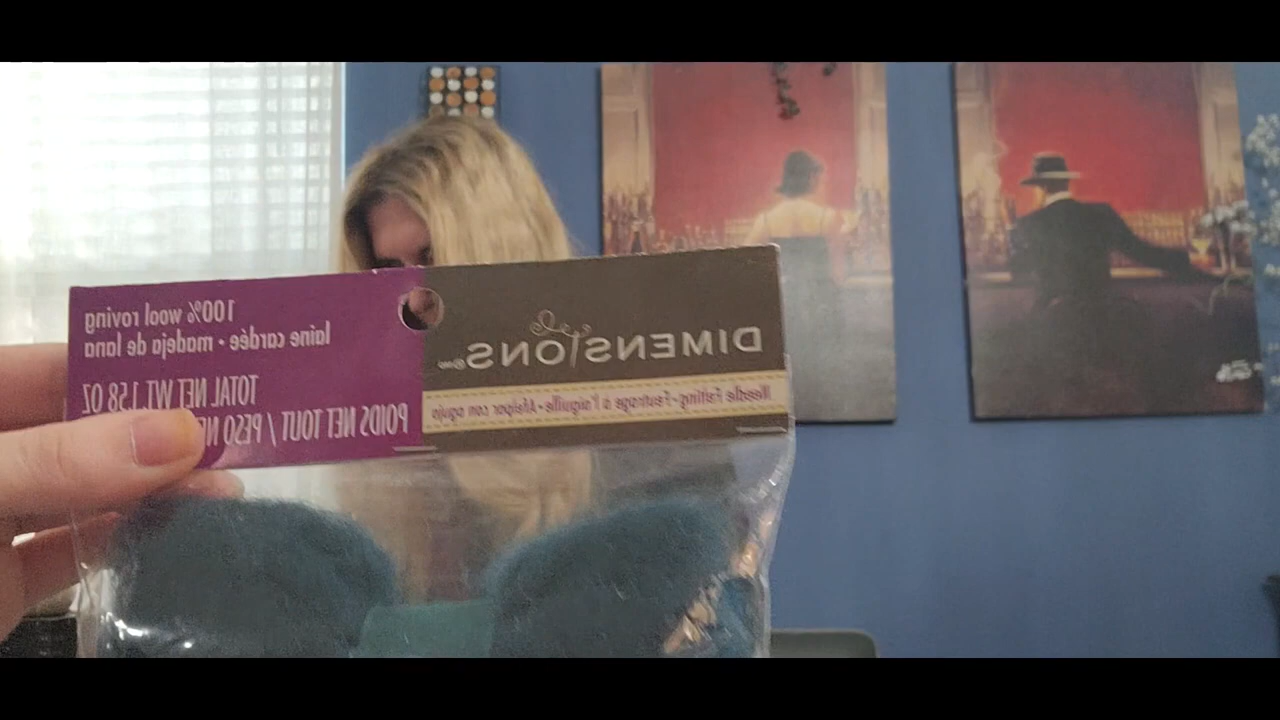 100% wool roving
laine cardée • madeja de lana
TOTAL NET WT 1.58 OZ
POIDS NET TOUT / PESO
DIMENSIONS
Needle Felting • Feutrage à l'aiguille • Afelpar con aguja